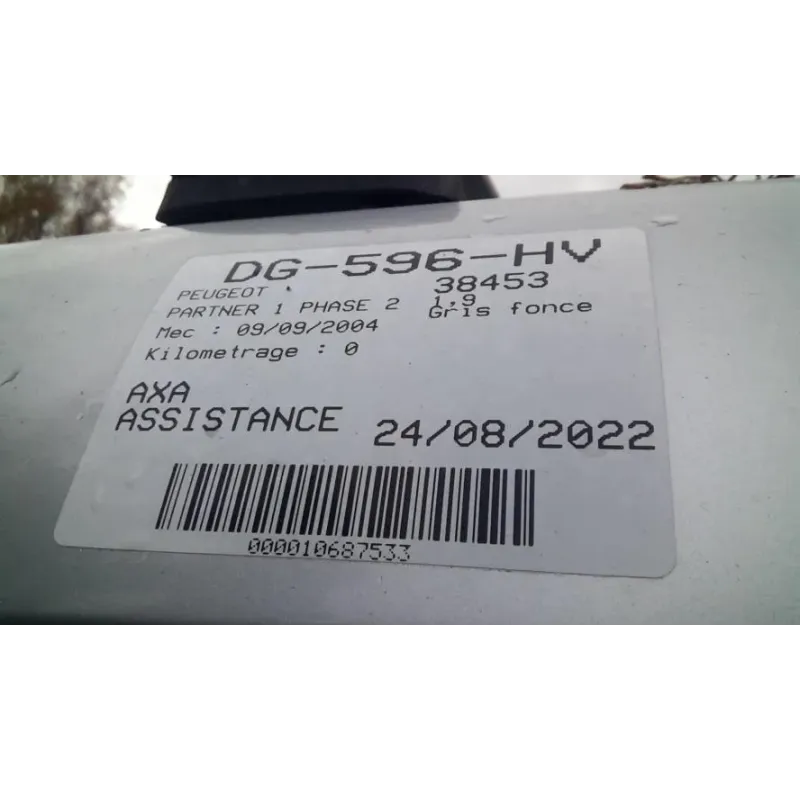 DG-596-HV
PEUGEOT 38453
PARTNER 1 PHASE 2 1,9
Mec : 09/09/2004 Gris fonce
Kilometrage : 0
AXA
ASSISTANCE 24/08/2022
000010687533